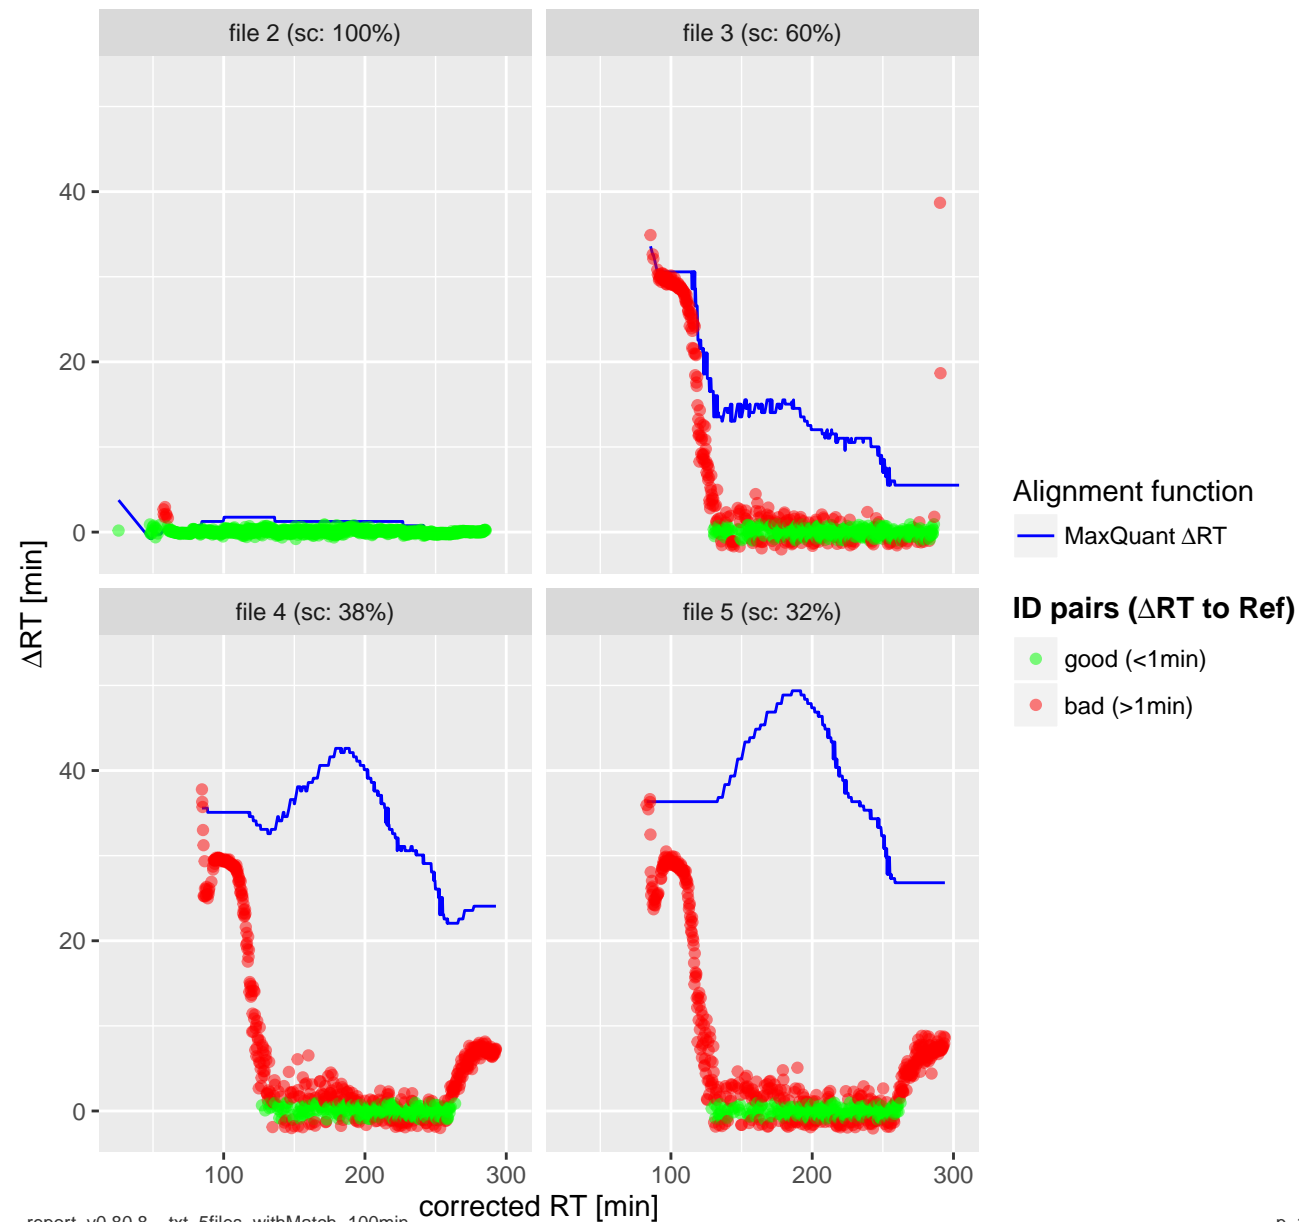 file 2 (sc: 100%)
file 3 (sc: 60%)
40
20
0
file 4 (sc: 38%)
file 5 (sc: 32%)
40
20
0
100
200
300
100
200
300
ΔRT [min]
corrected RT [min]
Alignment function
MaxQuant ΔRT
ID pairs (ΔRT to Ref)
good (<1min)
bad (>1min)